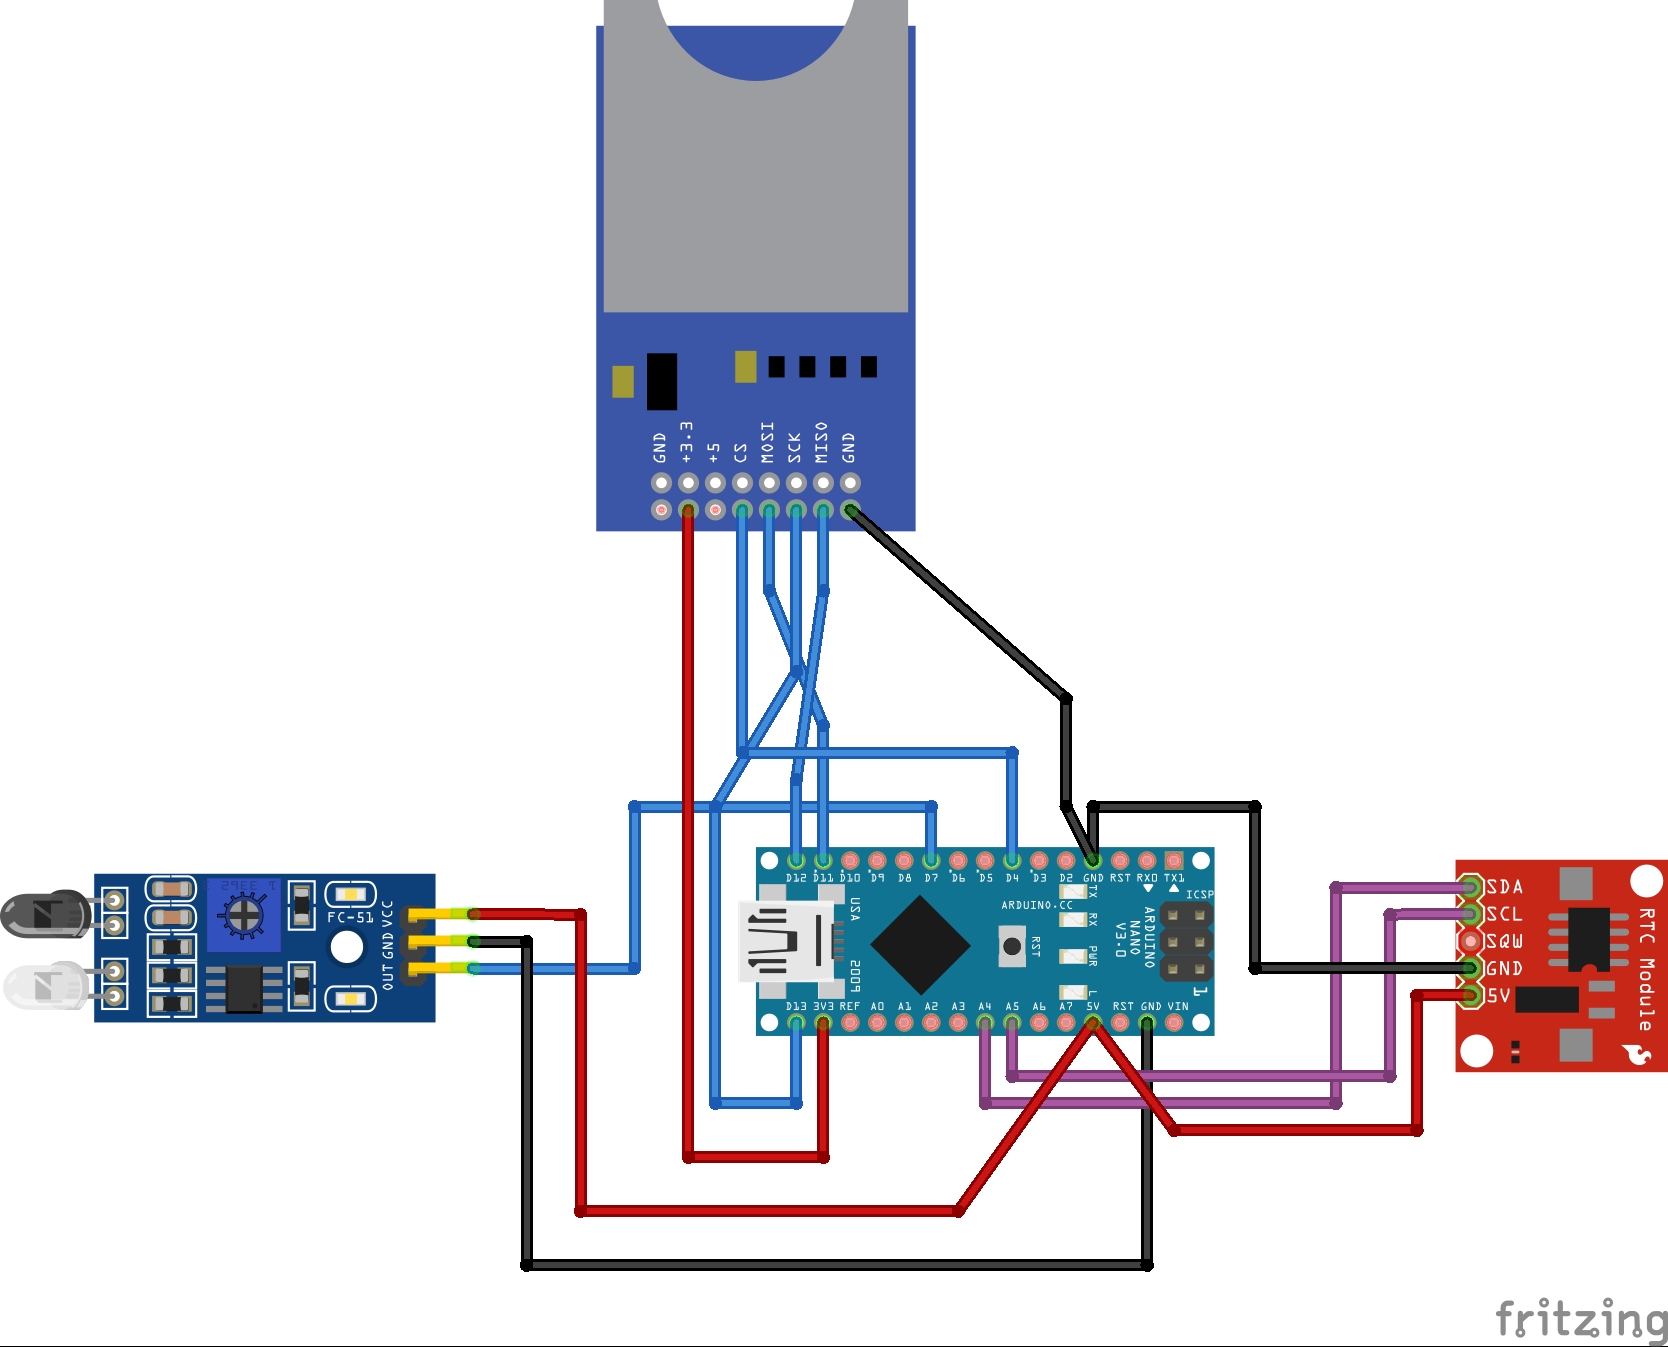 GND +3.3 +5 CS MOSI SCK MISO GND
D12 D11 D10 D9 D8 D7 D6 D5 D4 D3 D2 GND RST RX0 TX1
ICSP
TX
RX
PWR
L
ARDUINO.CC
RST
USA
2009
ARDUINO
NANO
V3.0
1
D13 3V3 REF A0 A1 A2 A3 A4 A5 A6 A7 5V RST GND VIN
T 3362
FC-51
VCC
GND
OUT
SDA
SCL
SQW
GND
5V
RTC Module
fritzing